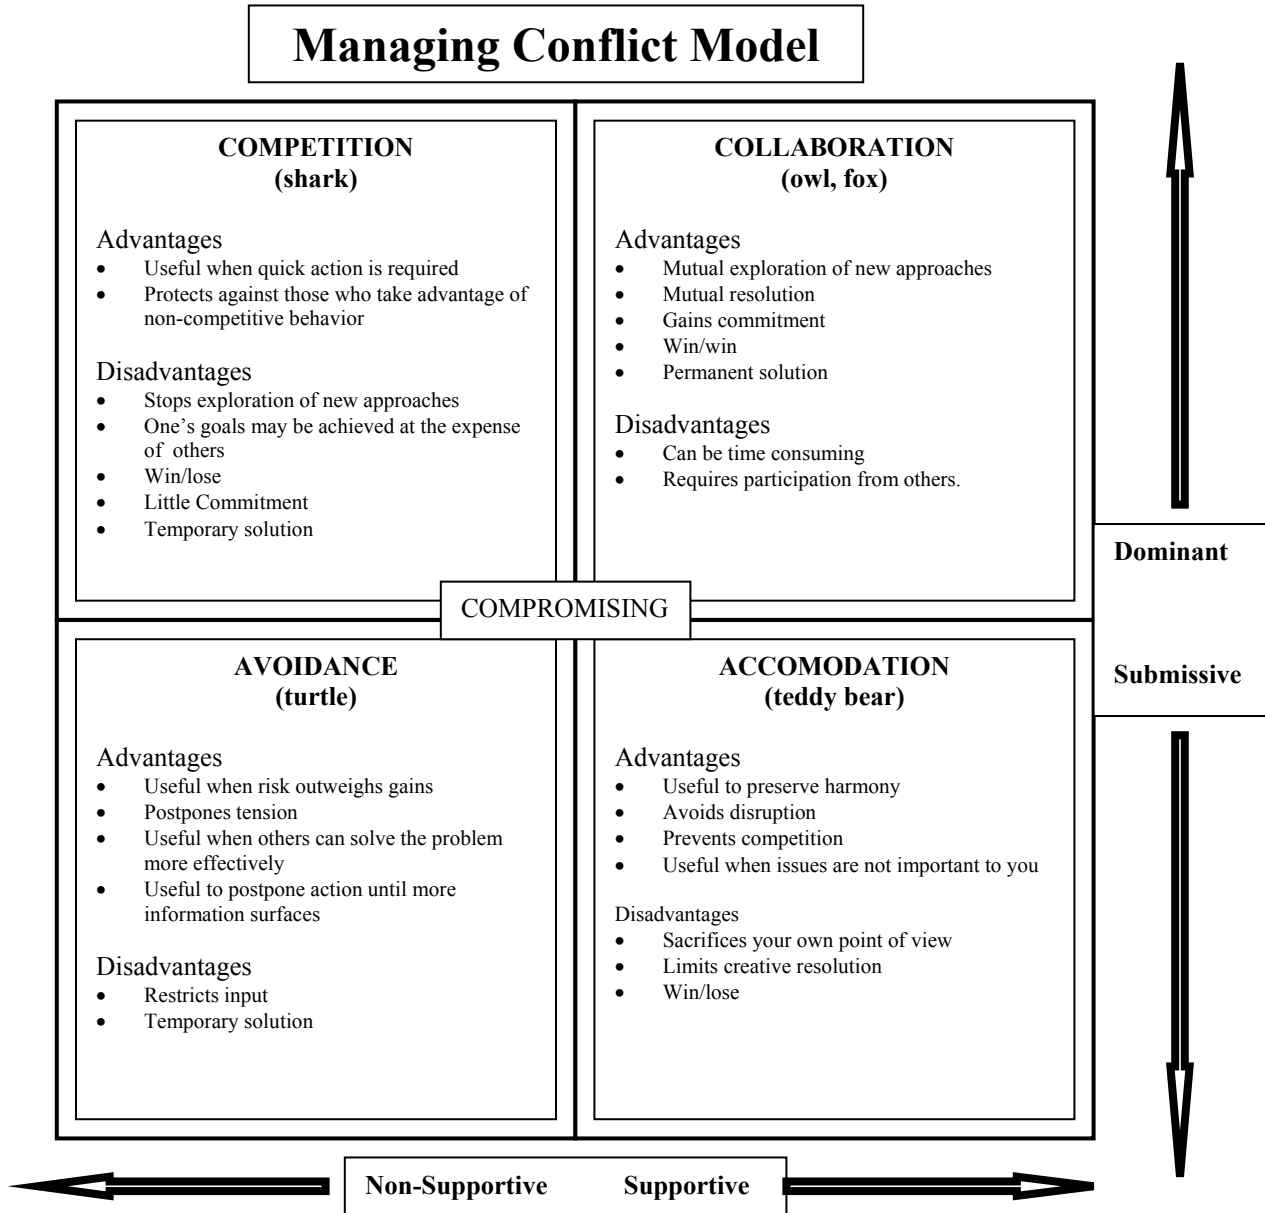 Managing Conflict Model
COMPETITION
(shark)
Advantages
• Useful when quick action is required
• Protects against those who take advantage of
non-competitive behavior
Disadvantages
• Stops exploration of new approaches
• One’s goals may be achieved at the expense
of others
• Win/lose
• Little Commitment
• Temporary solution
COLLABORATION
(owl, fox)
Advantages
• Mutual exploration of new approaches
• Mutual resolution
• Gains commitment
• Win/win
• Permanent solution
Disadvantages
• Can be time consuming
• Requires participation from others.
Dominant
Submissive
COMPROMISING
AVOIDANCE
(turtle)
Advantages
• Useful when risk outweighs gains
• Postpones tension
• Useful when others can solve the problem
more effectively
• Useful to postpone action until more
information surfaces
Disadvantages
• Restricts input
• Temporary solution
ACCOMODATION
(teddy bear)
Advantages
• Useful to preserve harmony
• Avoids disruption
• Prevents competition
• Useful when issues are not important to you
Disadvantages
• Sacrifices your own point of view
• Limits creative resolution
• Win/lose
Non-Supportive Supportive